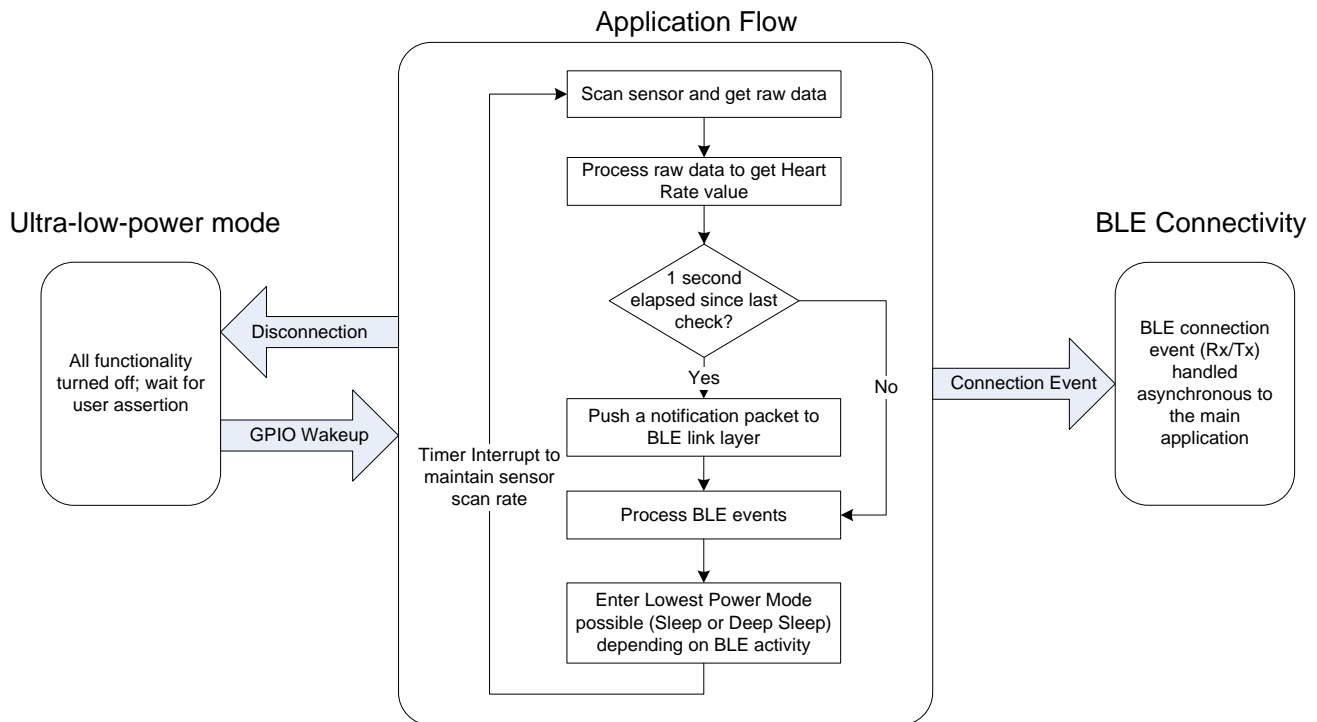 Application Flow
Scan sensor and get raw data
Process raw data to get Heart
Rate value
Ultra-low-power mode
BLE Connectivity
1 second
elapsed since last
check?
Disconnection
All functionality
turned off; wait for
user assertion
GPIO Wakeup
Yes
No
Connection Event
BLE connection
event (Rx/Tx)
handled
asynchronous to
the main
application
Push a notification packet to
BLE link layer
Timer Interrupt to
maintain sensor
scan rate
Process BLE events
Enter Lowest Power Mode
possible (Sleep or Deep Sleep)
depending on BLE activity